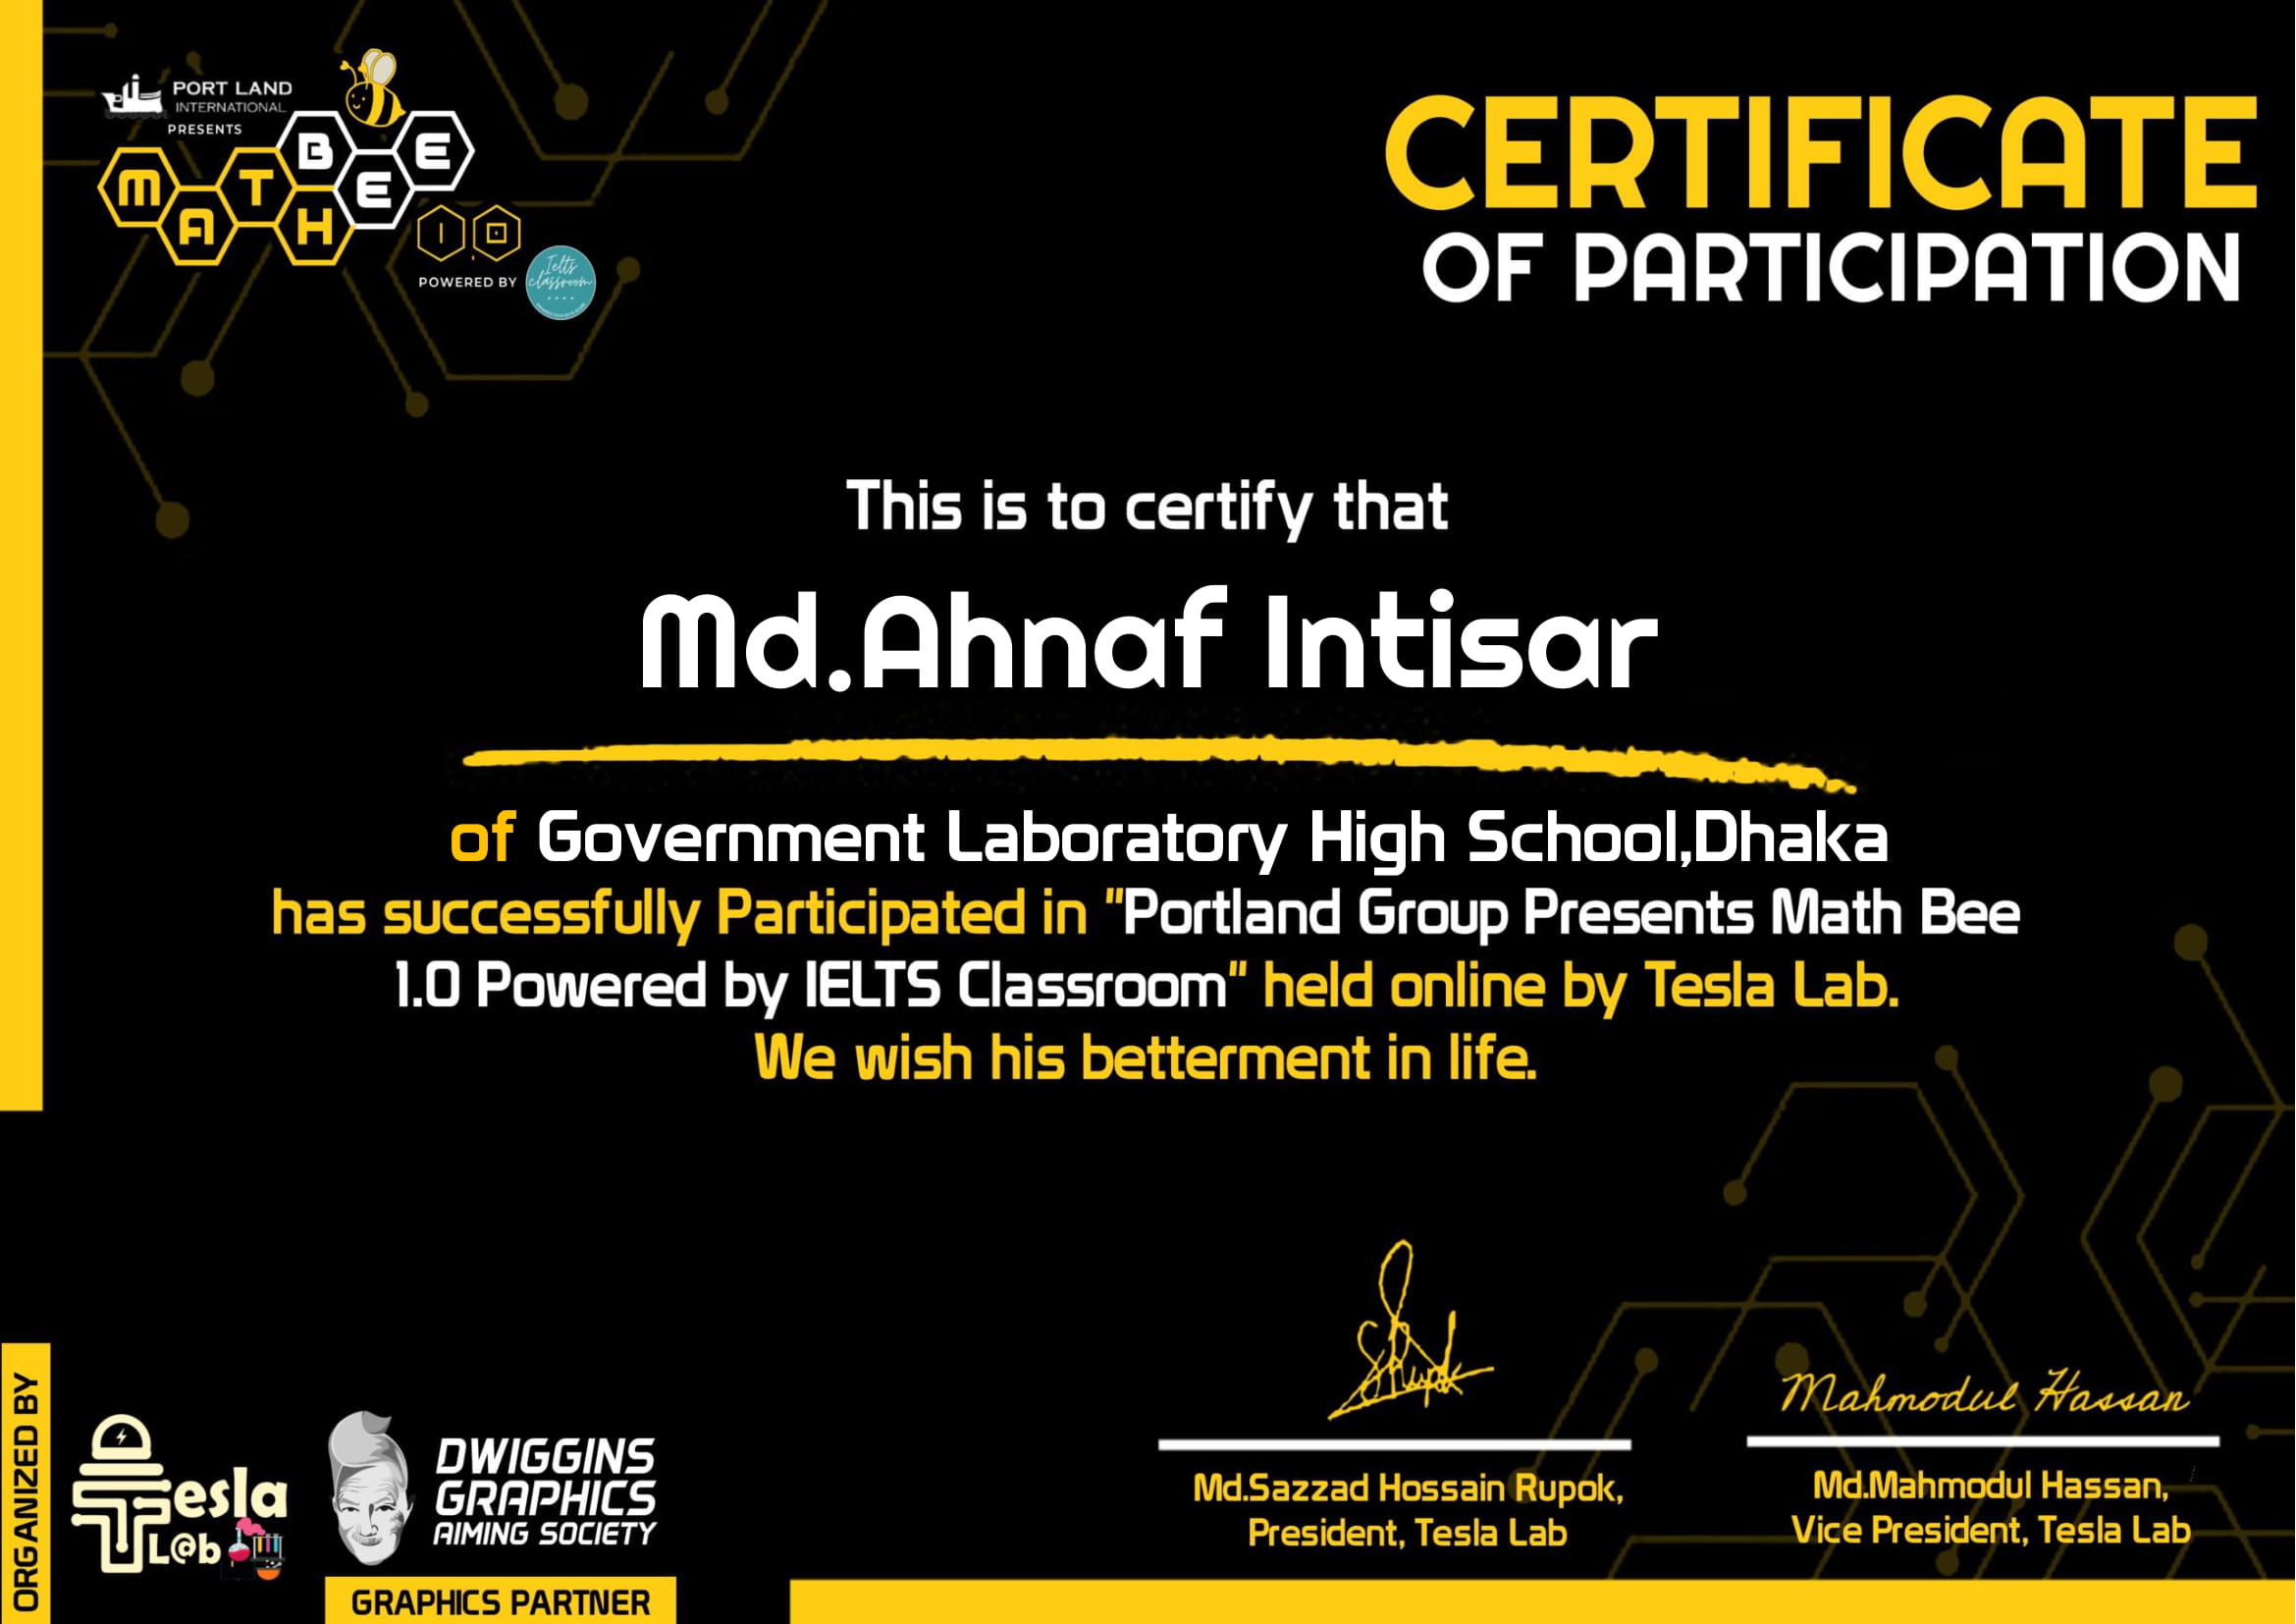 PORT LAND
INTERNATIONAL
PRESENTS
MATH BEE
1.0
POWERED BY
Ielts
classroom
CERTIFICATE
OF PARTICIPATION
This is to certify that
Md.Ahnaf Intisar
of Government Laboratory High School,Dhaka
has successfully Participated in "Portland Group Presents Math Bee
1.0 Powered by IELTS Classroom" held online by Tesla Lab.
We wish his betterment in life.
ORGANIZED BY
Tesla
L@b
DWIGGINS
GRAPHICS
AIMING SOCIETY
GRAPHICS PARTNER
Md.Sazzad Hossain Rupok,
President, Tesla Lab
Mahmodul Hassan
Md.Mahmodul Hassan,
Vice President, Tesla Lab